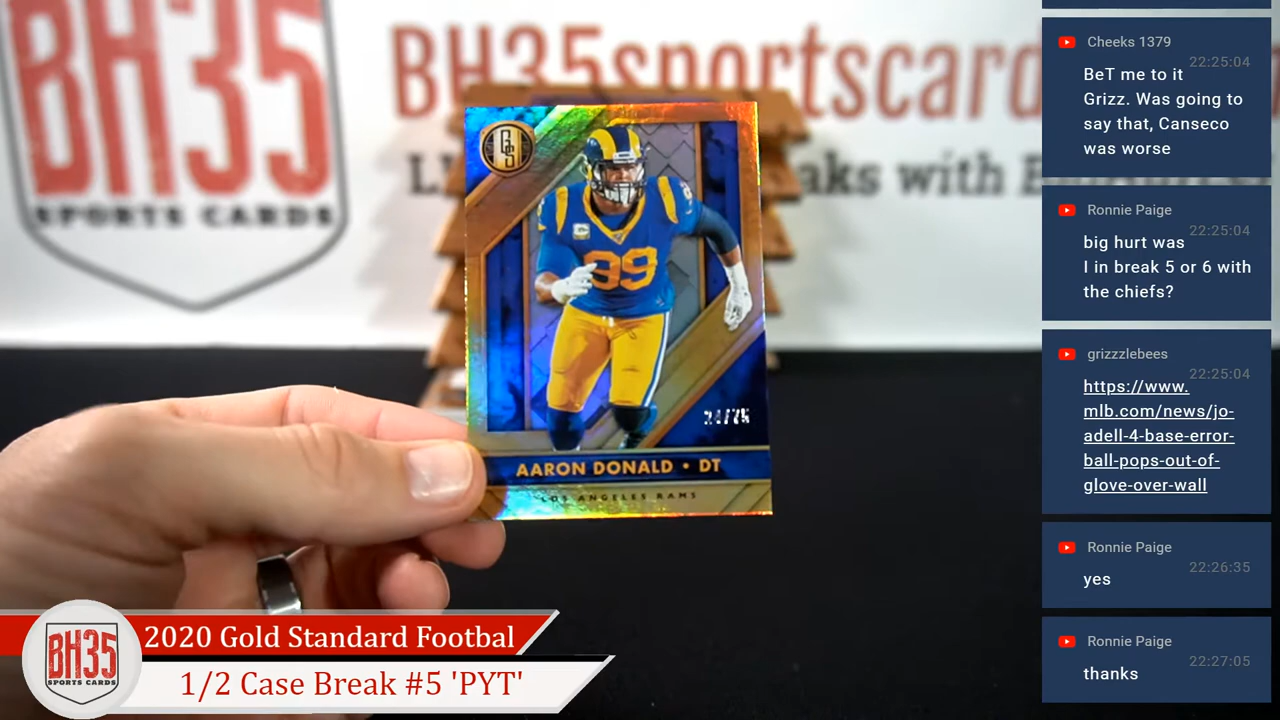 BH35
SPORTS CARDS
BH35sportscard
aks with
GS
99
24/75
AARON DONALD • DT
LOS ANGELES RAMS
BH35
SPORTS CARDS
2020 Gold Standard Footbal
1/2 Case Break #5 'PYT'
Cheeks 1379
22:25:04
BeT me to it
Grizz. Was going to
say that, Canseco
was worse
Ronnie Paige
22:25:04
big hurt was
I in break 5 or 6 with
the chiefs?
grizzzlebees
22:25:04
https://www.
mlb.com/news/jo-
adell-4-base-error-
ball-pops-out-of-
glove-over-wall
Ronnie Paige
22:26:35
yes
Ronnie Paige
22:27:05
thanks